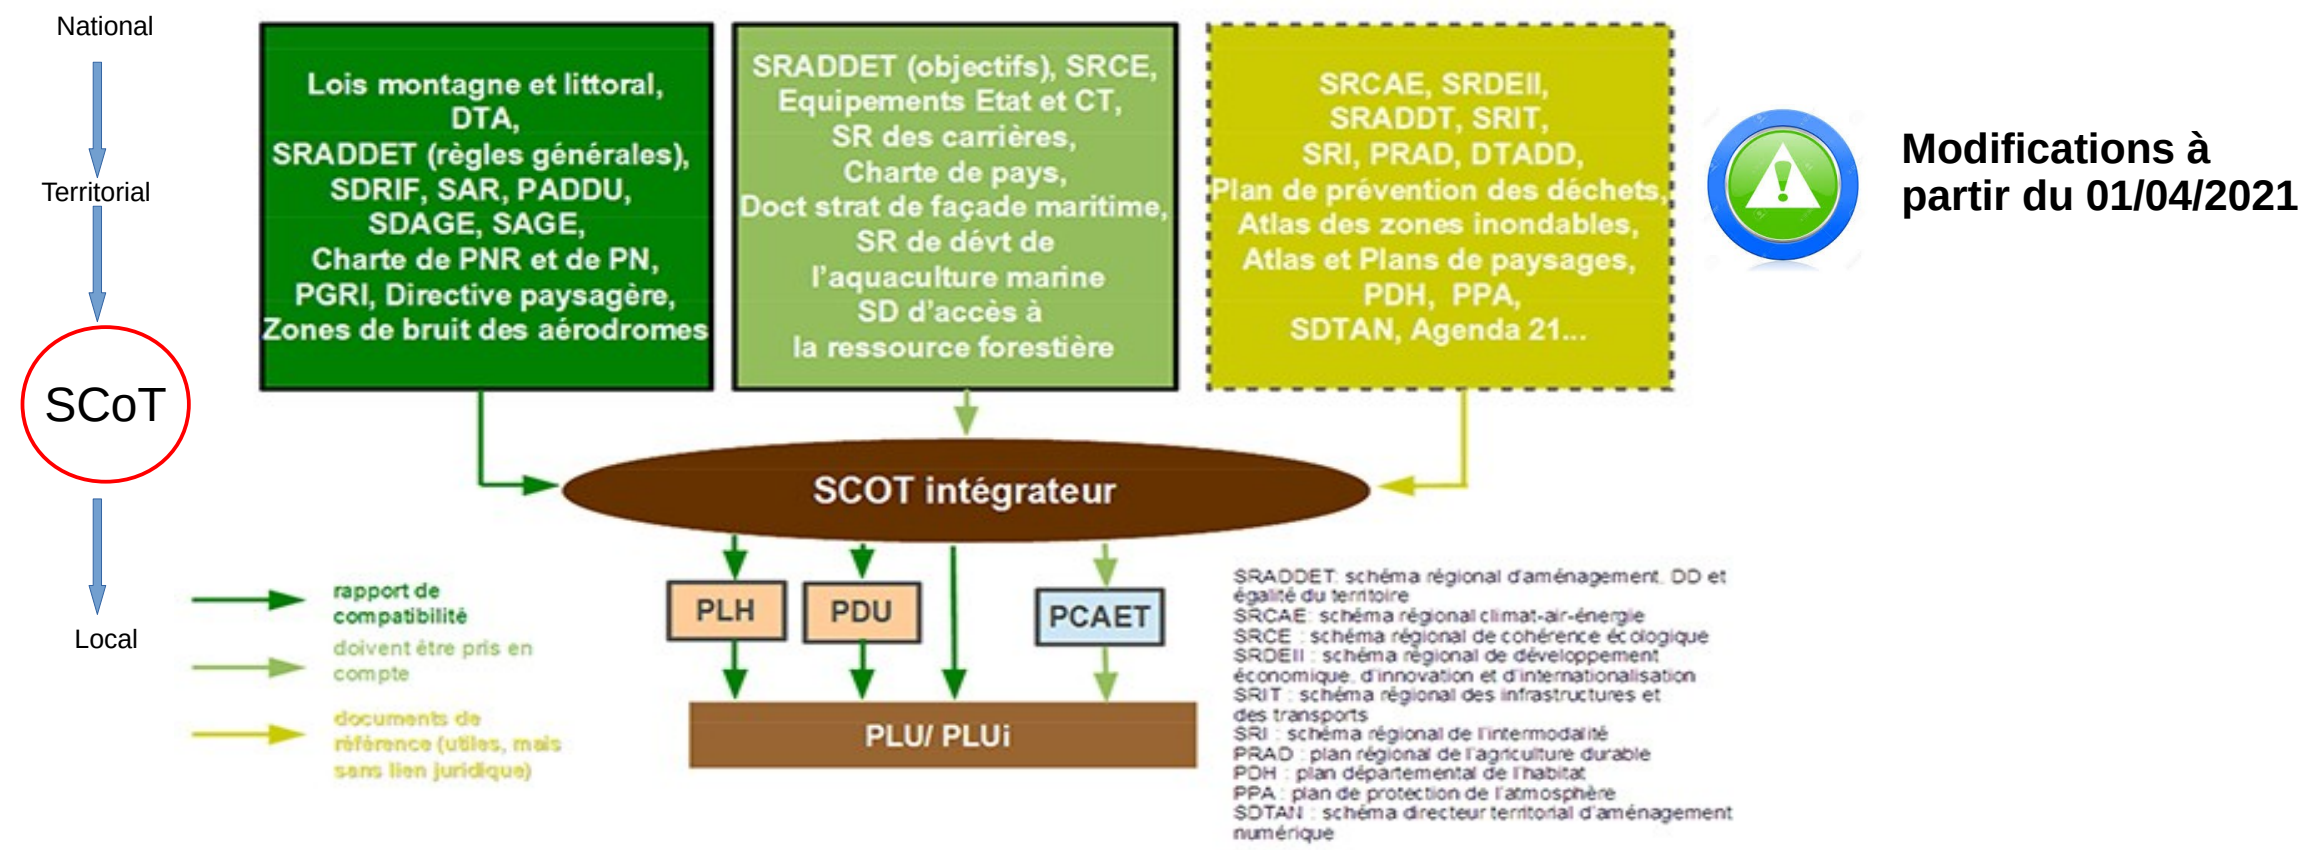 National
Territorial
SCoT
Local
Lois montagne et littoral,
DTA,
SRADDET (règles générales),
SDRIF, SAR, PADDU,
SDAGE, SAGE,
Charte de PNR et de PN,
PGRI, Directive paysagère,
Zones de bruit des aérodromes
SRADDET (objectifs), SRCE,
Equipements Etat et CT,
SR des carrières,
Charte de pays,
Doct strat de façade maritime,
SR de dévt de
l'aquaculture marine
SD d'accès à
la ressource forestière
SRCAE, SRDEII,
SRADDT, SRIT,
SRI, PRAD, DTADD,
Plan de prévention des déchets,
Atlas des zones inondables,
Atlas et Plans de paysages,
PDH, PPA,
SDTAN, Agenda 21...
Modifications à
partir du 01/04/2021
SCOT intégrateur
PLH
PDU
PCAET
PLU/ PLUi
rapport de
compatibilité
doivent être pris en
compte
documents de
référence (utiles, mais
sans lien juridique)
SRADDET: schéma régional d'aménagement, DD et
égalité du territoire
SRCAE: schéma régional climat-air-énergie
SRCE : schéma régional de cohérence écologique
SRDEII : schéma régional de développement
économique, d'innovation et d'internationalisation
SRIT : schéma régional des infrastructures et
des transports
SRI : schéma régional de l'intermodalité
PRAD : plan régional de l'agriculture durable
PDH : plan départemental de l'habitat
PPA : plan de protection de l'atmosphère
SDTAN : schéma directeur territorial d'aménagement
numérique